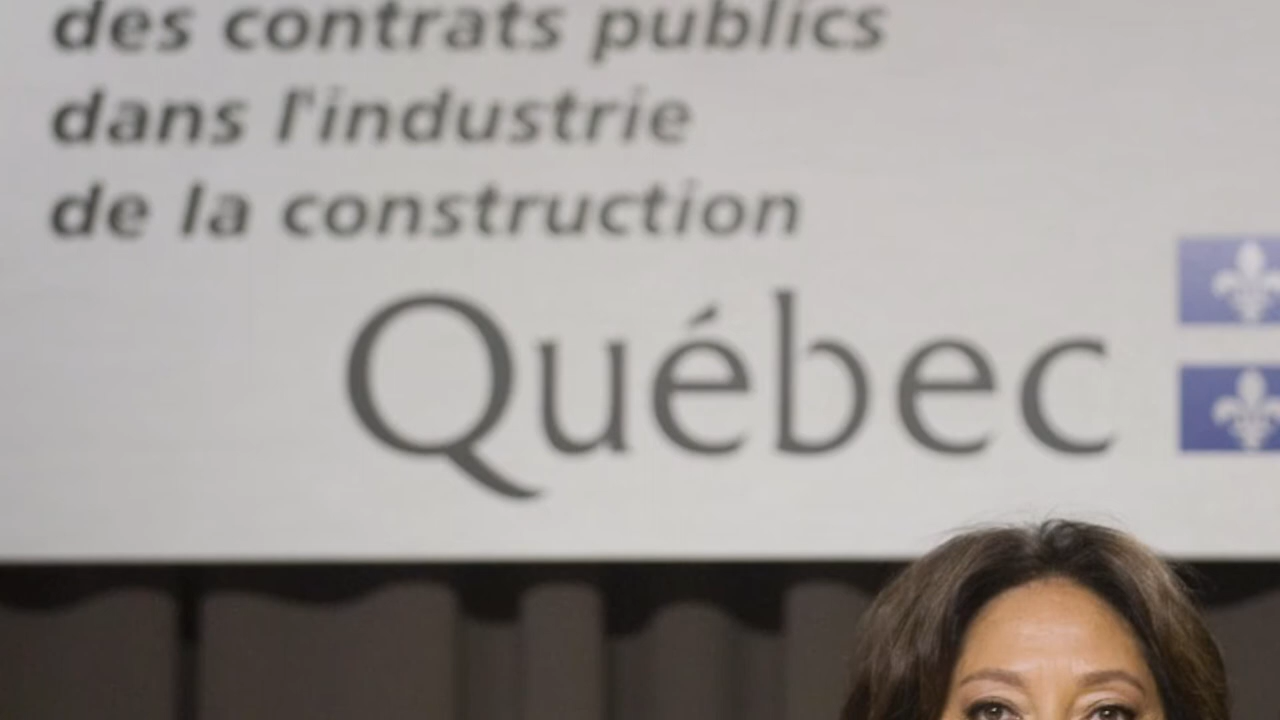 des contrats publics
dans l'industrie
de la construction
Québec